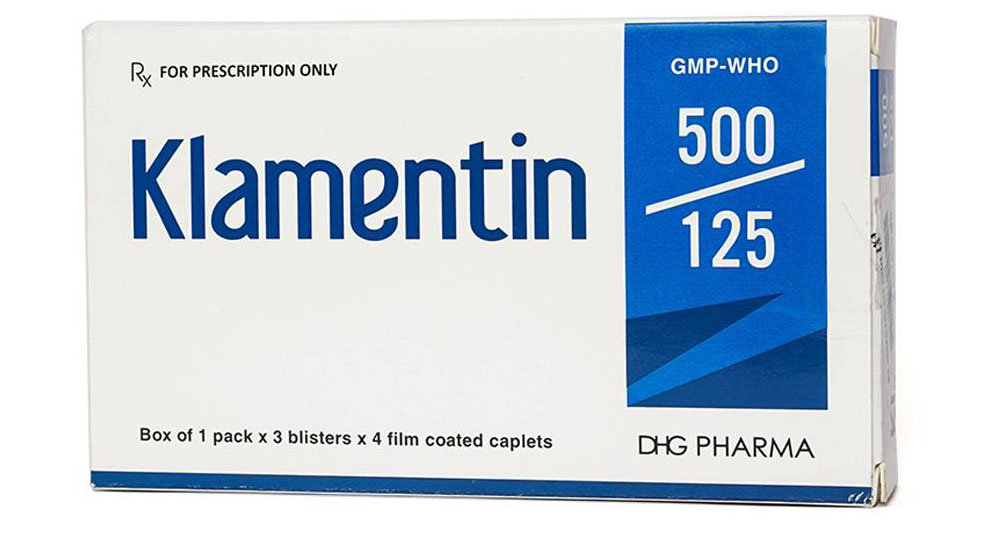 Rx FOR PRESCRIPTION ONLY
Klamentin
GMP-WHO
500
125
Box of 1 pack x 3 blisters x 4 film coated caplets
DHG PHARMA